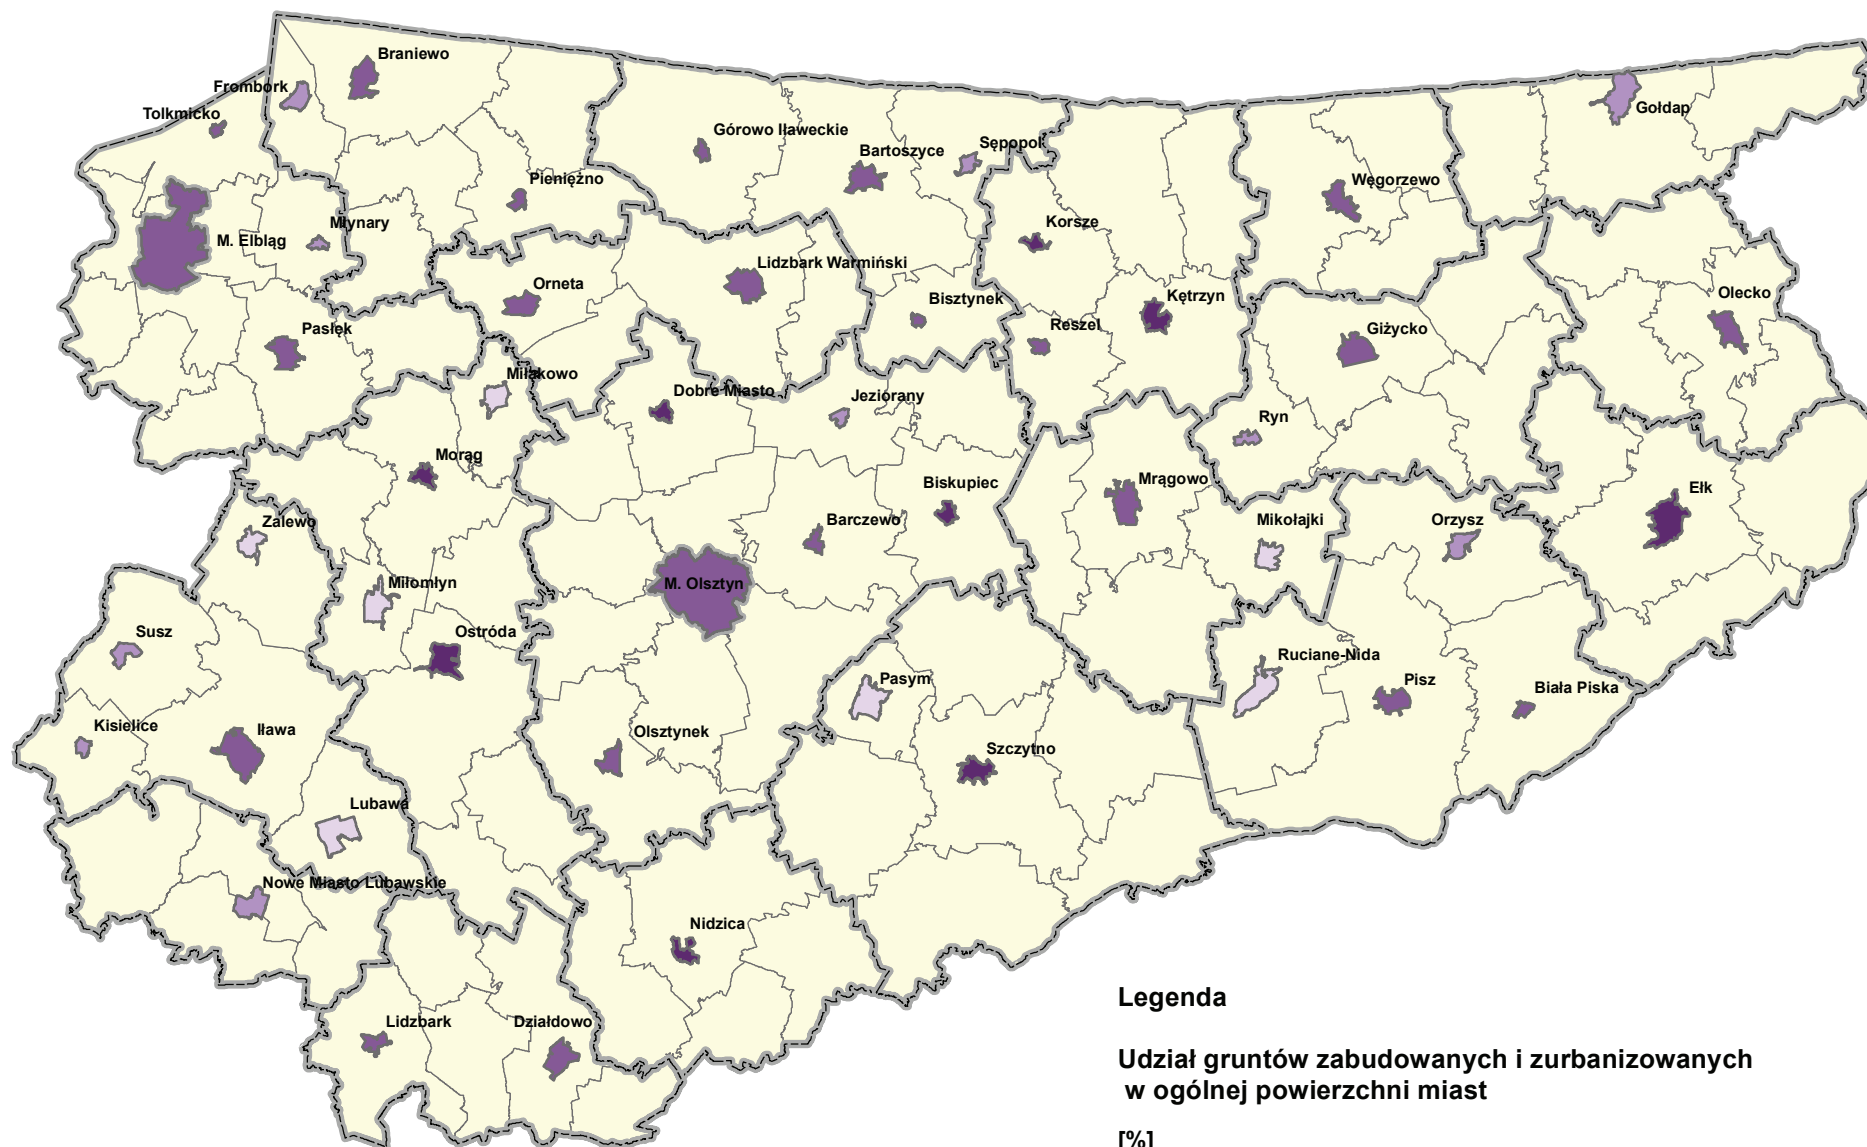 Braniewo
Frombork
Tolkmicko
Gołdap
Górowo Iławeckie
Bartoszyce
Sępopol
Pieniężno
Węgorzewo
Młynary
Korsze
M. Elbląg
Lidzbark Warmiński
Orneta
Bisztynek
Kętrzyn
Olecko
Pasłęk
Reszel
Giżycko
Miłakowo
Dobre Miasto
Jeziorany
Ryn
Morąg
Mrągowo
Biskupiec
Ełk
Zalewo
Barczewo
Mikołajki
Orzysz
Miłomłyn
M. Olsztyn
Susz
Ostróda
Ruciane-Nida
Pasym
Pisz
Biała Piska
Kisielice
Iława
Olsztynek
Szczytno
Lubawa
Nowe Miasto Lubawskie
Nidzica
Lidzbark
Działdowo
Legenda
Udział gruntów zabudowanych i zurbanizowanych
w ogólnej powierzchni miast
[%]